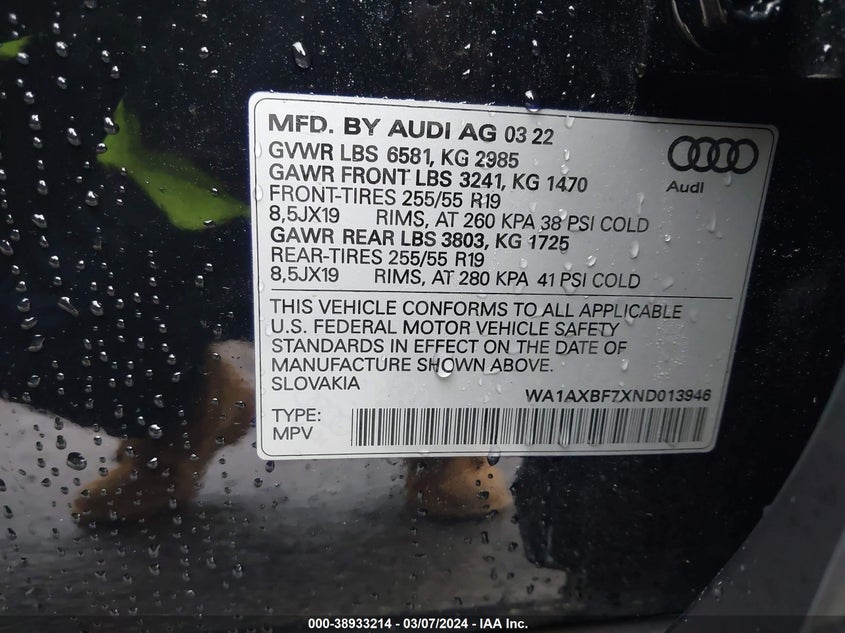 MFD. BY AUDI AG 03 22
GVWR LBS 6581, KG 2985
GAWR FRONT LBS 3241, KG 1470
FRONT-TIRES 255/55 R19
8,5JX19 RIMS, AT 260 KPA 38 PSI COLD
GAWR REAR LBS 3803, KG 1725
REAR-TIRES 255/55 R19
8,5JX19 RIMS, AT 280 KPA 41 PSI COLD
Audi
THIS VEHICLE CONFORMS TO ALL APPLICABLE
U.S. FEDERAL MOTOR VEHICLE SAFETY
STANDARDS IN EFFECT ON THE DATE OF
MANUFACTURE SHOWN ABOVE.
SLOVAKIA
WA1AXBF7XND013946
TYPE:
MPV
000-38933214 - 03/07/2024 - IAA Inc.